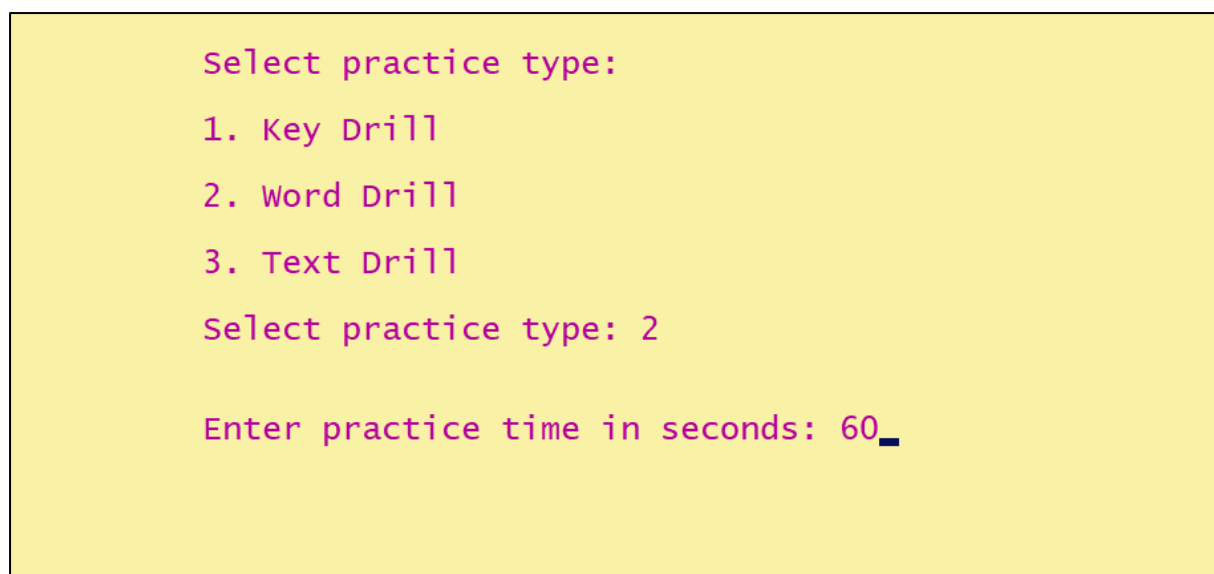 Select practice type:
1. Key Drill
2. Word Drill
3. Text Drill
Select practice type: 2
Enter practice time in seconds: 60_